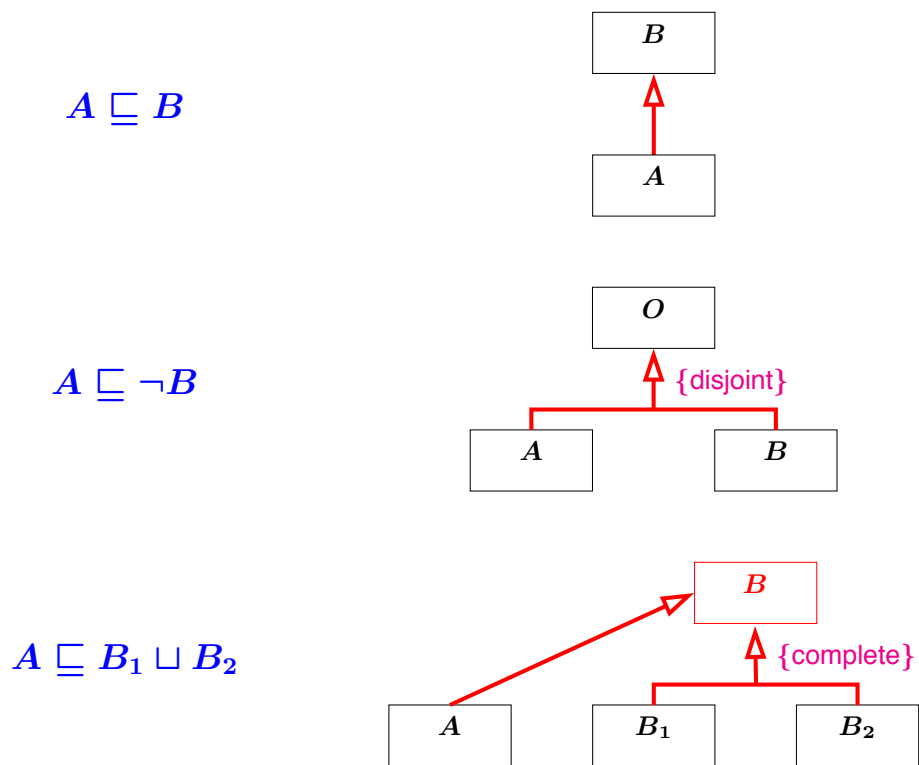 B
A ⊑ B
A
O
A ⊑ ¬B
{disjoint}
A B
B
A ⊑ B₁ ⊔ B₂
{complete}
A B₁ B₂